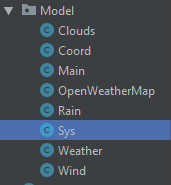 Model
Clouds
Coord
Main
OpenWeatherMap
Rain
Sys
Weather
Wind